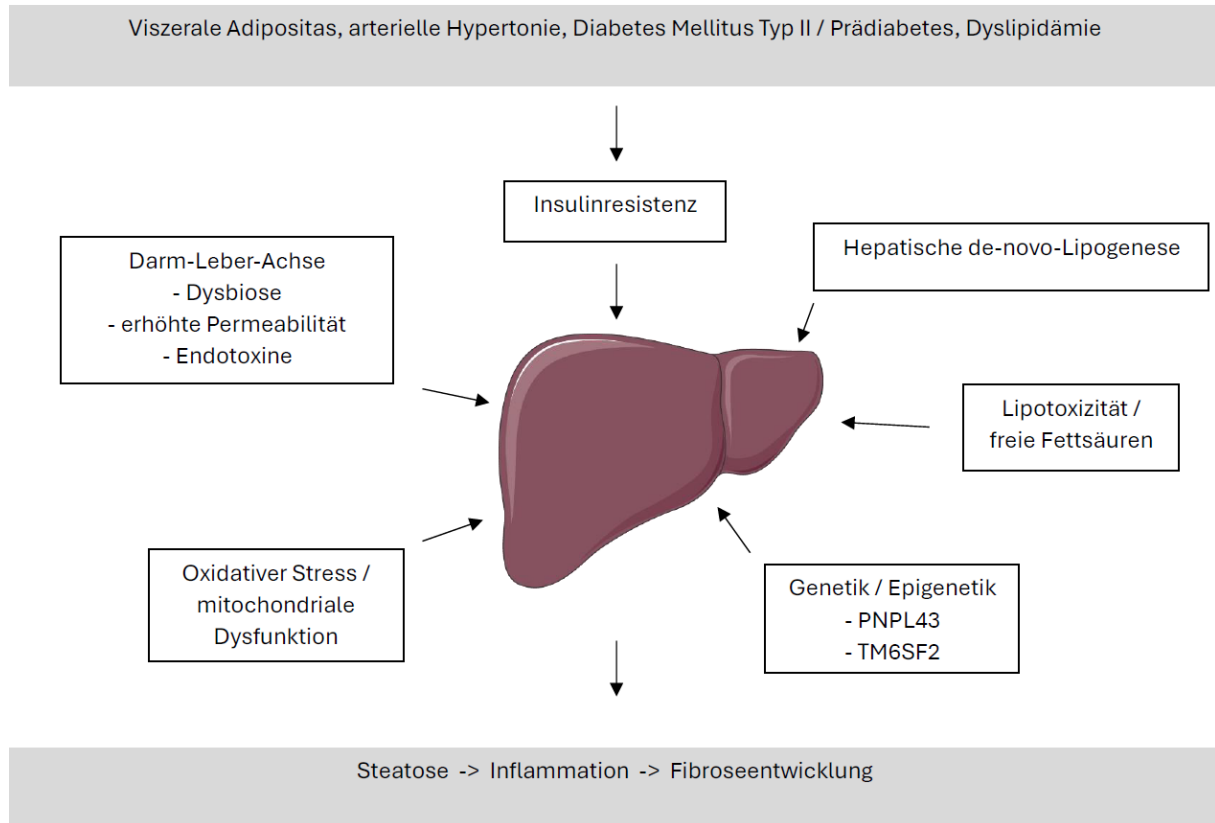 Viszerale Adipositas, arterielle Hypertonie, Diabetes Mellitus Typ II / Prädiabetes, Dyslipidämie
Insulinresistenz
Hepatische de-novo-Lipogenese
Darm-Leber-Achse
- Dysbiose
- erhöhte Permeabilität
- Endotoxine
Lipotoxizität /
freie Fettsäuren
Oxidativer Stress /
mitochondriale
Dysfunktion
Genetik / Epigenetik
- PNPL43
- TM6SF2
Steatose -> Inflammation -> Fibroseentwicklung